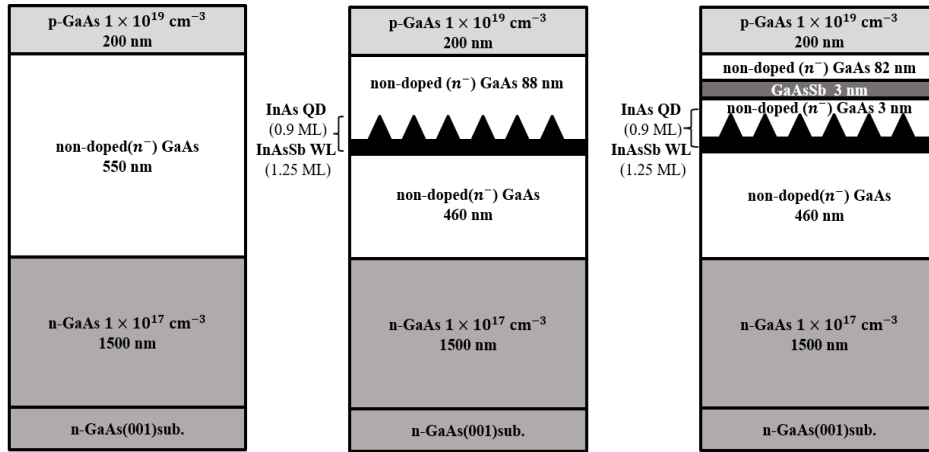 p-GaAs 1 × 10¹⁹ cm⁻³
200 nm
non-doped(n⁻) GaAs
550 nm
n-GaAs 1 × 10¹⁷ cm⁻³
1500 nm
n-GaAs(001)sub.
p-GaAs 1 × 10¹⁹ cm⁻³
200 nm
non-doped (n⁻) GaAs 88 nm
InAs QD
(0.9 ML)
InAsSb WL
(1.25 ML)
non-doped(n⁻) GaAs
460 nm
n-GaAs 1 × 10¹⁷ cm⁻³
1500 nm
n-GaAs(001)sub.
p-GaAs 1 × 10¹⁹ cm⁻³
200 nm
non-doped (n⁻) GaAs 82 nm
GaAsSb 3 nm
non-doped (n⁻) GaAs 3 nm
InAs QD
(0.9 ML)
InAsSb WL
(1.25 ML)
non-doped(n⁻) GaAs
460 nm
n-GaAs 1 × 10¹⁷ cm⁻³
1500 nm
n-GaAs(001)sub.